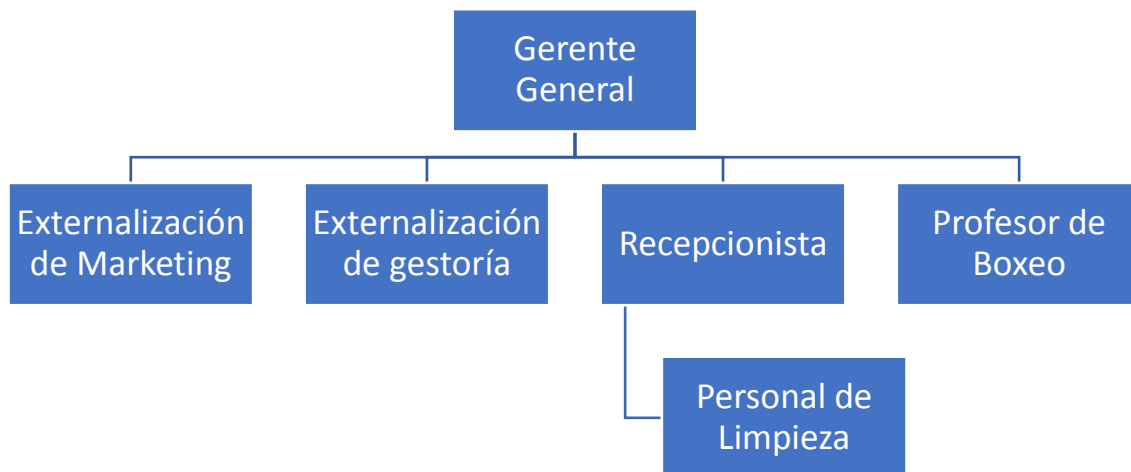 Gerente
General
Externalización
de Marketing
Externalización
de gestoría
Recepcionista
Profesor de
Boxeo
Personal de
Limpieza